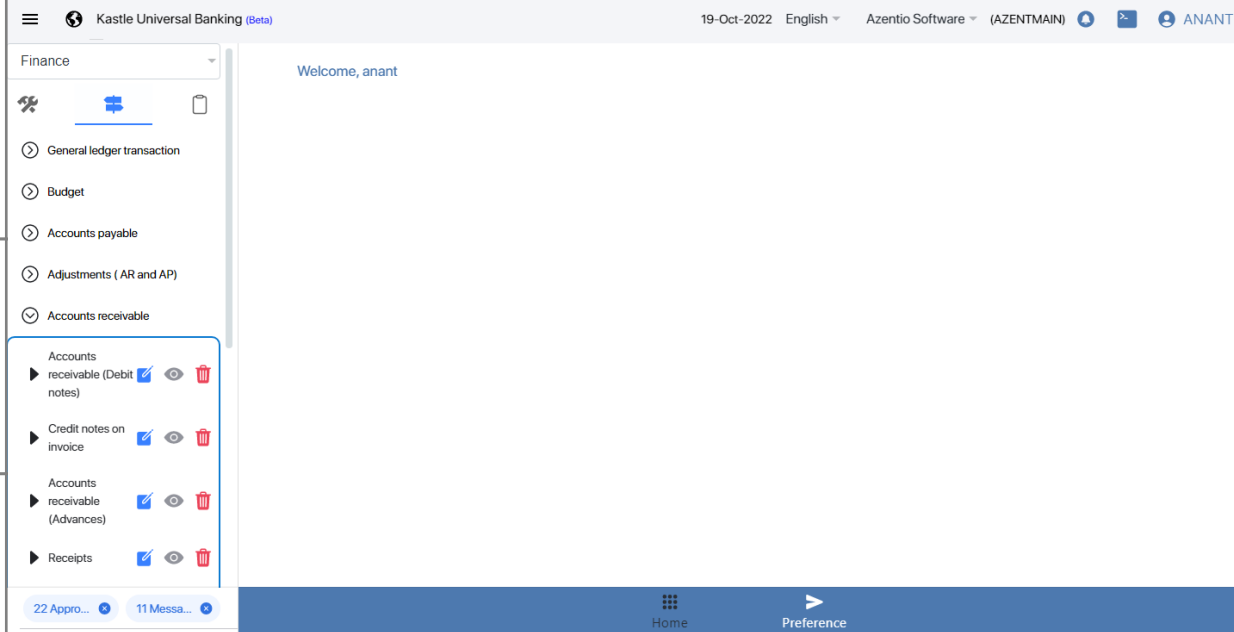 Kastle Universal Banking (Beta)
19-Oct-2022 English Azentio Software (AZENTMAIN) ANANT
Finance
Welcome, anant
General ledger transaction
Budget
Accounts payable
Adjustments ( AR and AP)
Accounts receivable
Accounts
receivable (Debit
notes)
Credit notes on
invoice
Accounts
receivable
(Advances)
Receipts
22 Appro...
11 Messa...
Home
Preference